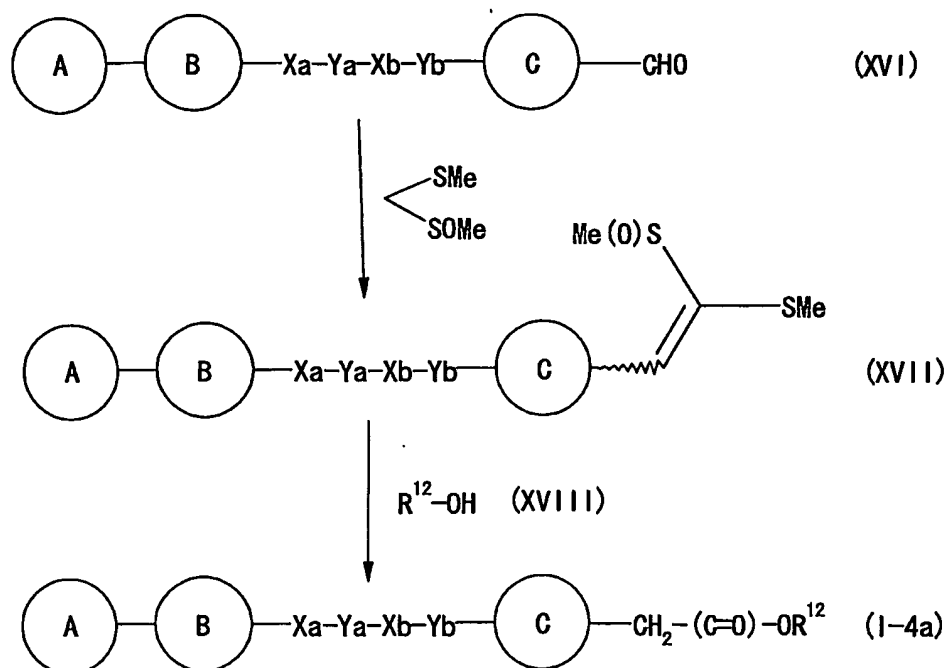 A B Xa-Ya-Xb-Yb C CHO (XVI)
SMe
SOMe
Me(O)S
SMe
A B Xa-Ya-Xb-Yb C (XVII)
R¹²-OH (XVIII)
A B Xa-Ya-Xb-Yb C CH₂-(C=O)-OR¹² (I-4a)